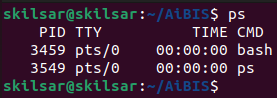 skilsar@skilsar:~/AiBIS$ ps
    PID TTY          TIME CMD
   3459 pts/0    00:00:00 bash
   3549 pts/0    00:00:00 ps
skilsar@skilsar:~/AiBIS$